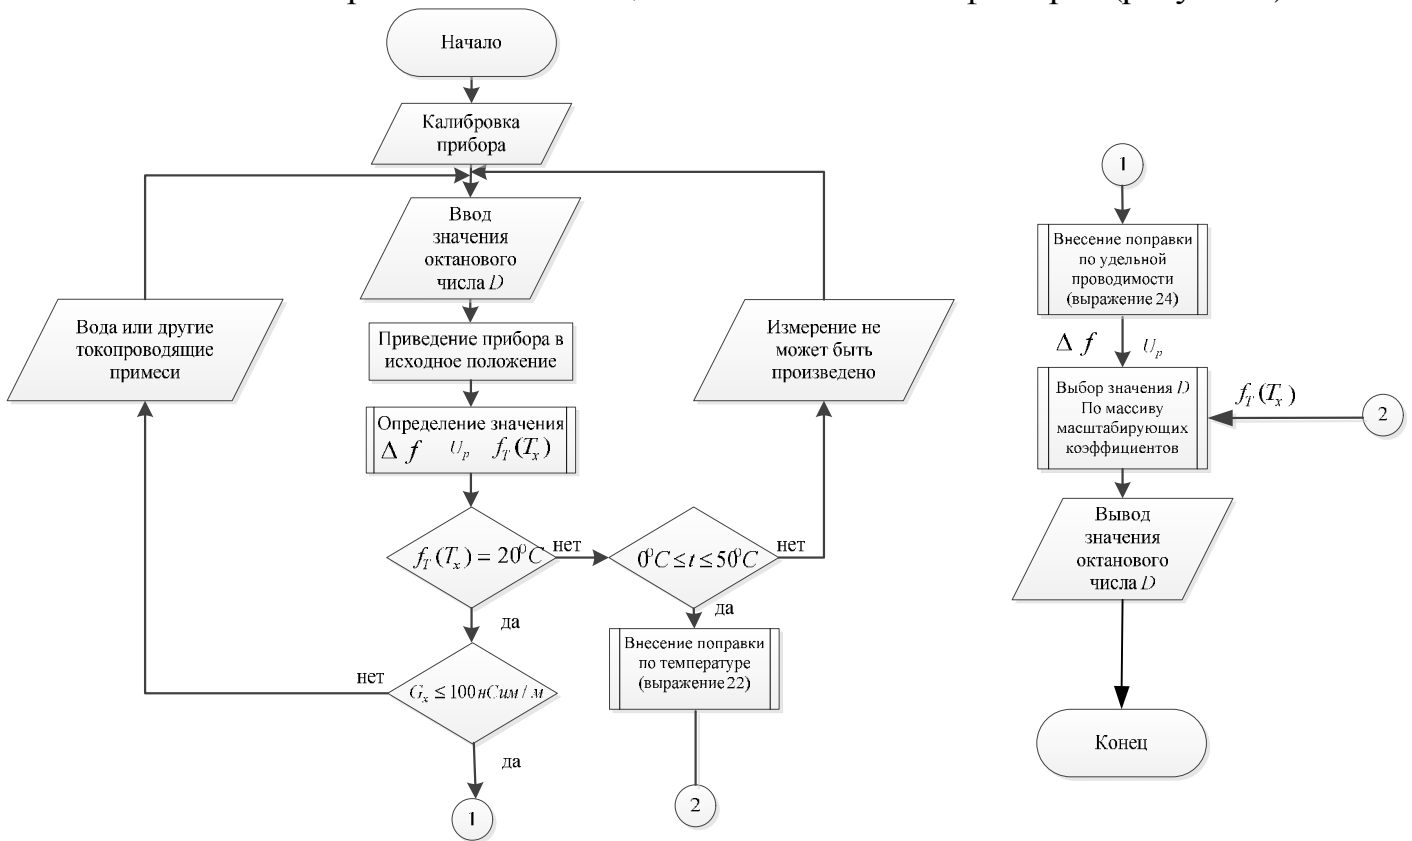 Начало
Калибровка
прибора
Ввод
значения
октанового
числа D
Вода или другие
токопроводящие
примеси
Приведение прибора в
исходное положение
Измерение не
может быть
произведено
Определение значения
Δ f U_p f_T(T_x)
f_T(T_x) = 20⁰C
нет
0⁰C ≤ t ≤ 50⁰C
нет
да
да
Внесение поправки
по температуре
(выражение 22)
нет
G_x ≤ 100 нСим / м
да
1
2
1
Внесение поправки
по удельной
проводимости
(выражение 24)
Δ f U_p
Выбор значения D
По массиву
масштабирующих
коэффициентов
f_T(T_x)
2
Вывод
значения
октанового
числа D
Конец